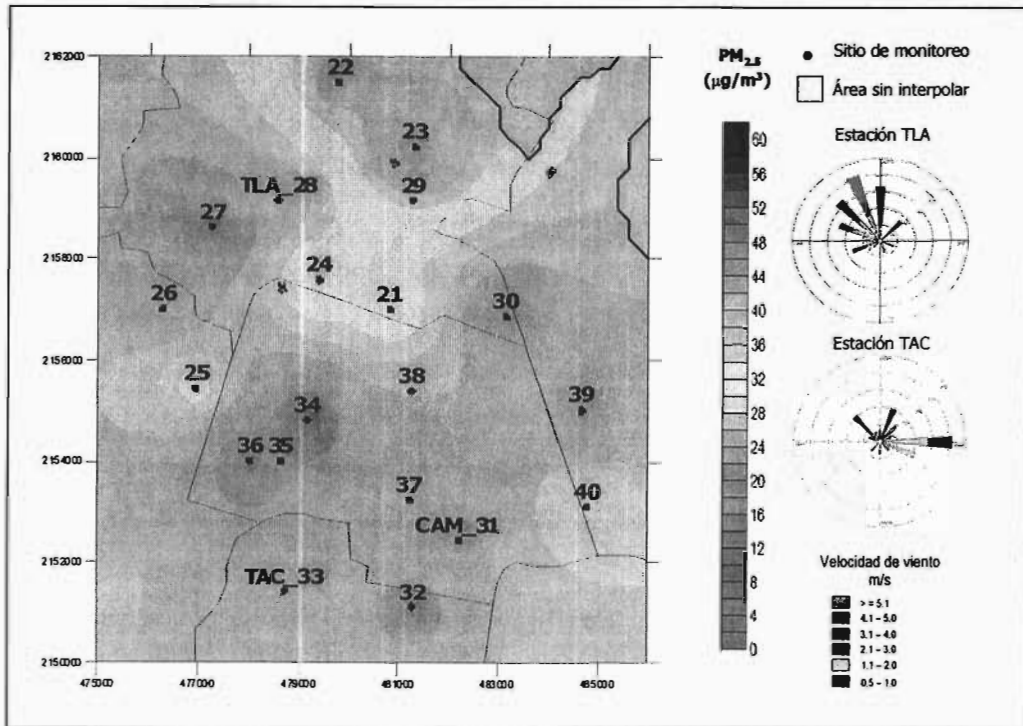 PM2.5
(µg/m³)
Sitio de monitoreo
Área sin interpolar
60
56
52
48
44
40
36
32
28
24
20
16
12
8
4
0
Estación TLA
Estación TAC
Velocidad de viento
m/s
> = 5.1
4.1 - 5.0
3.1 - 4.0
2.1 - 3.0
1.1 - 2.0
0.5 - 1.0
2162000
2160000
2158000
2156000
2154000
2152000
2150000
475000
477000
479000
481000
483000
485000
22
23
TLA_28
29
27
24
26
21
30
25
38
34
39
36
35
37
40
CAM_31
TAC_33
32